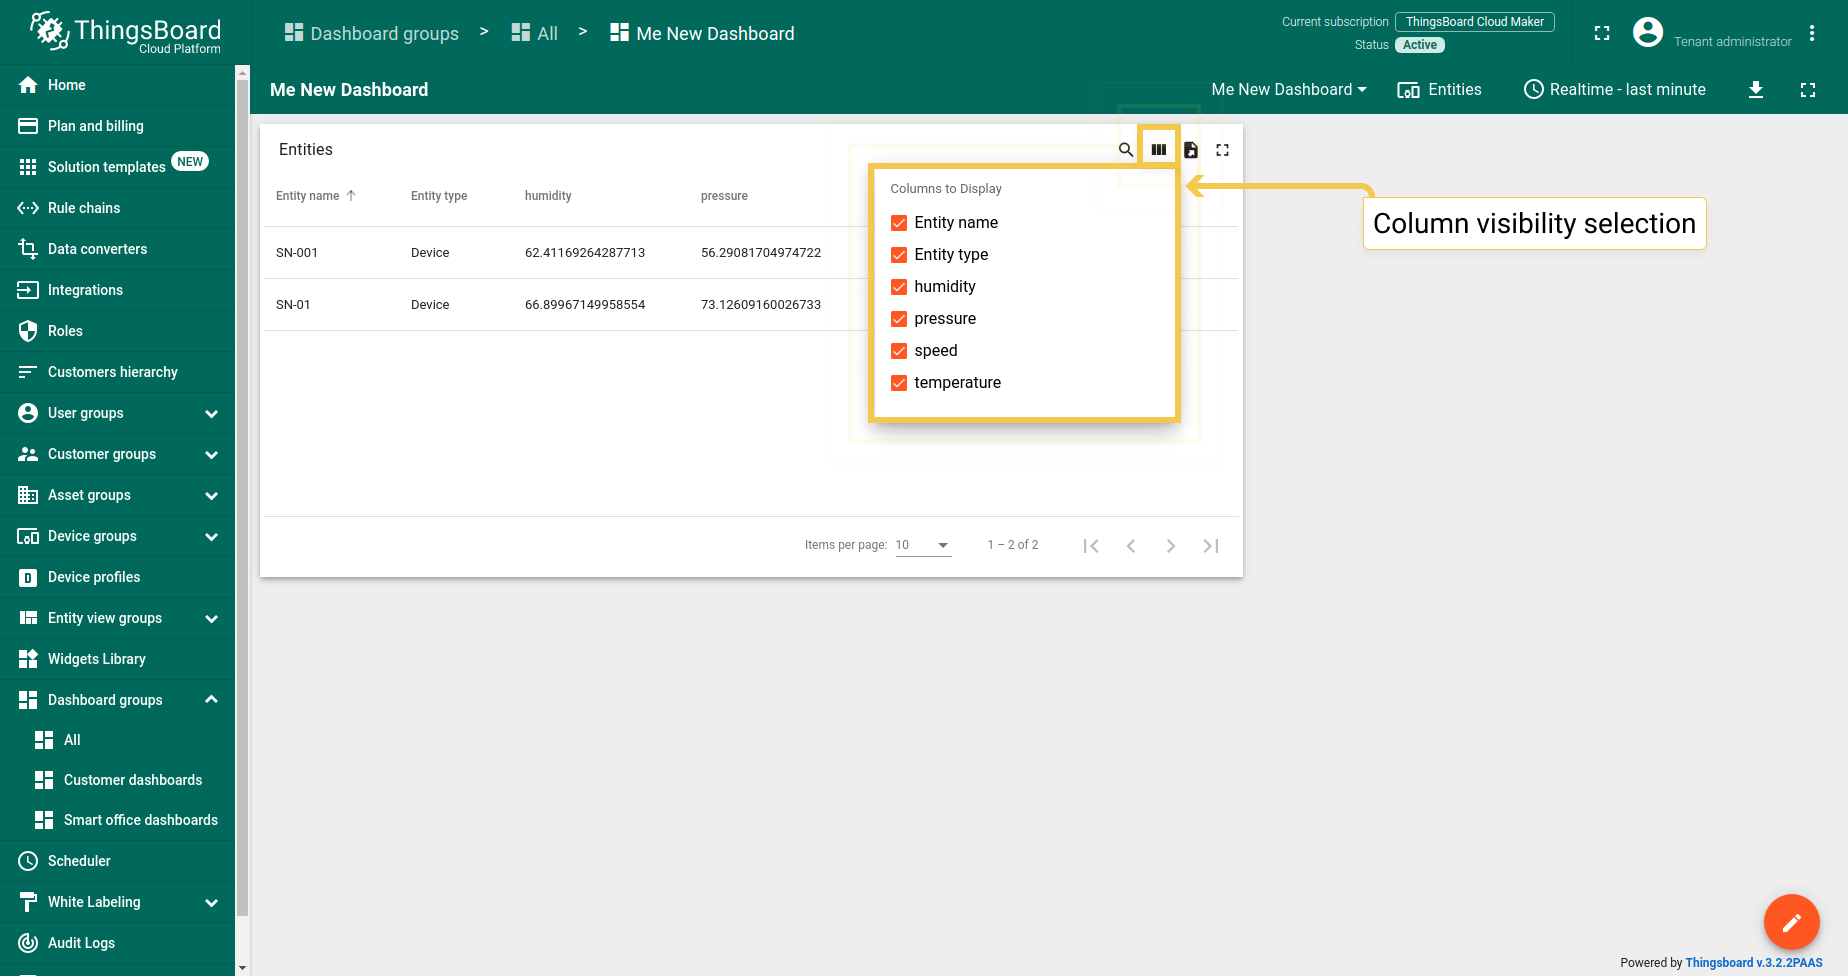 ThingsBoard
Cloud Platform
Dashboard groups > All > Me New Dashboard
Current subscription ThingsBoard Cloud Maker
Status Active
Tenant administrator
Me New Dashboard
Me New Dashboard
Entities
Realtime - last minute
Home
Plan and billing
Solution templates NEW
Rule chains
Data converters
Integrations
Roles
Customers hierarchy
User groups
Customer groups
Asset groups
Device groups
Device profiles
Entity view groups
Widgets Library
Dashboard groups
All
Customer dashboards
Smart office dashboards
Scheduler
White Labeling
Audit Logs
Entities
Entity name Entity type humidity pressure
SN-001 Device 62.41169264287713 56.29081704974722
SN-01 Device 66.89967149958554 73.12609160026733
Columns to Display
Entity name
Entity type
humidity
pressure
speed
temperature
Column visibility selection
Items per page: 10 1 – 2 of 2
Powered by Thingsboard v.3.2.2PAAS